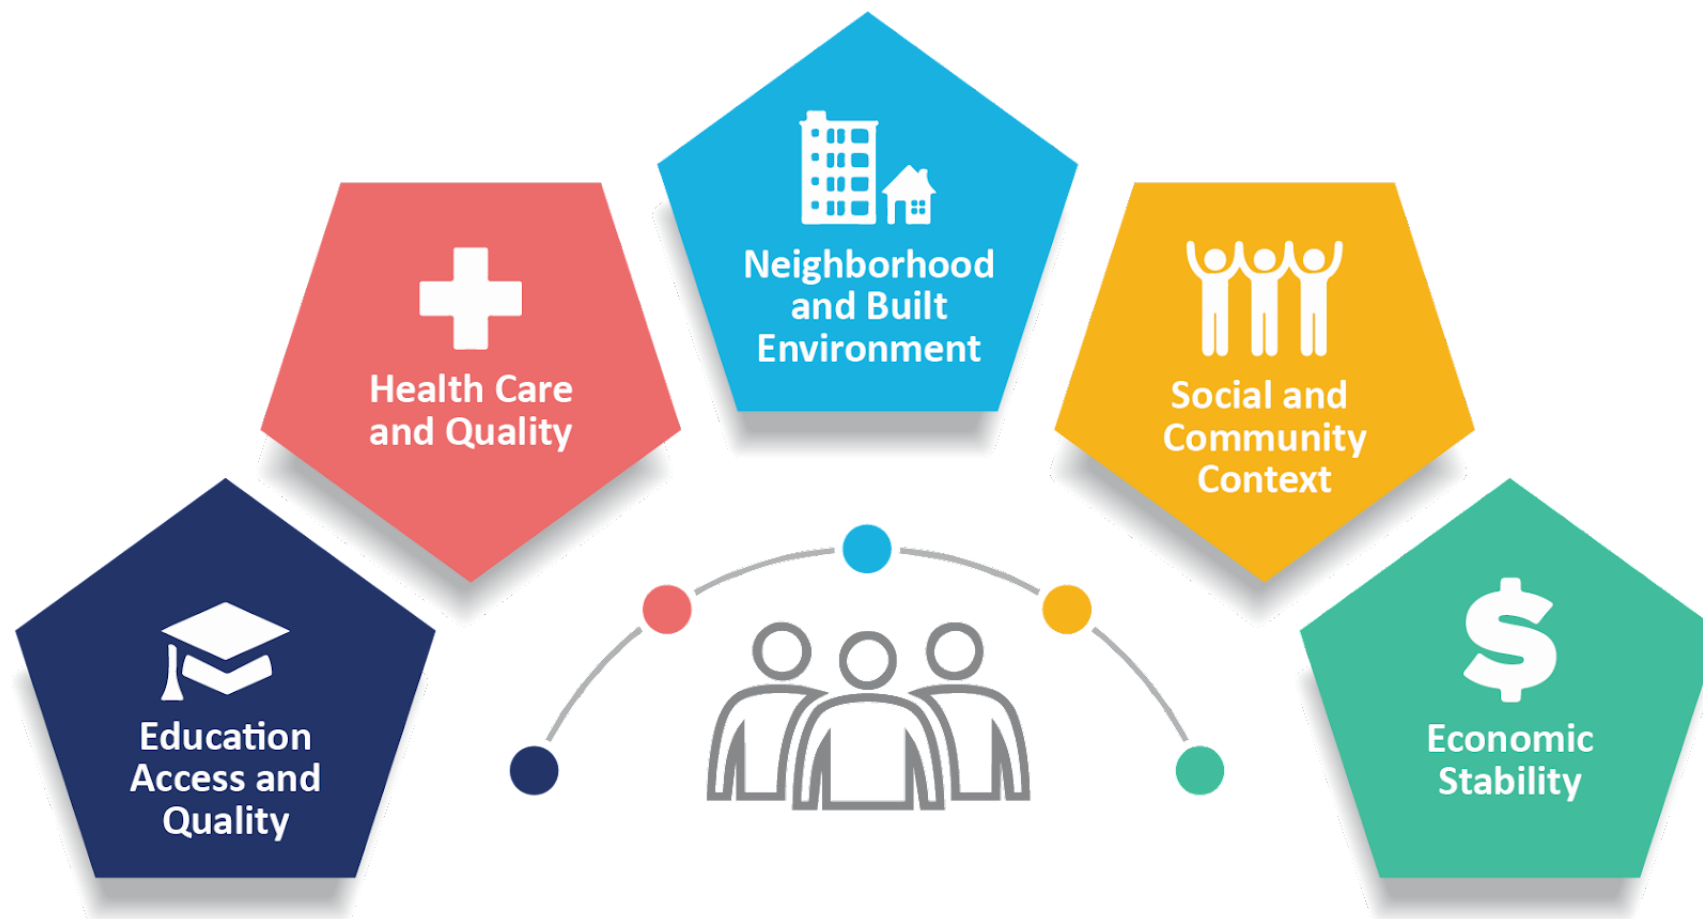 Education
Access and
Quality
Health Care
and Quality
Neighborhood
and Built
Environment
Social and
Community
Context
Economic
Stability